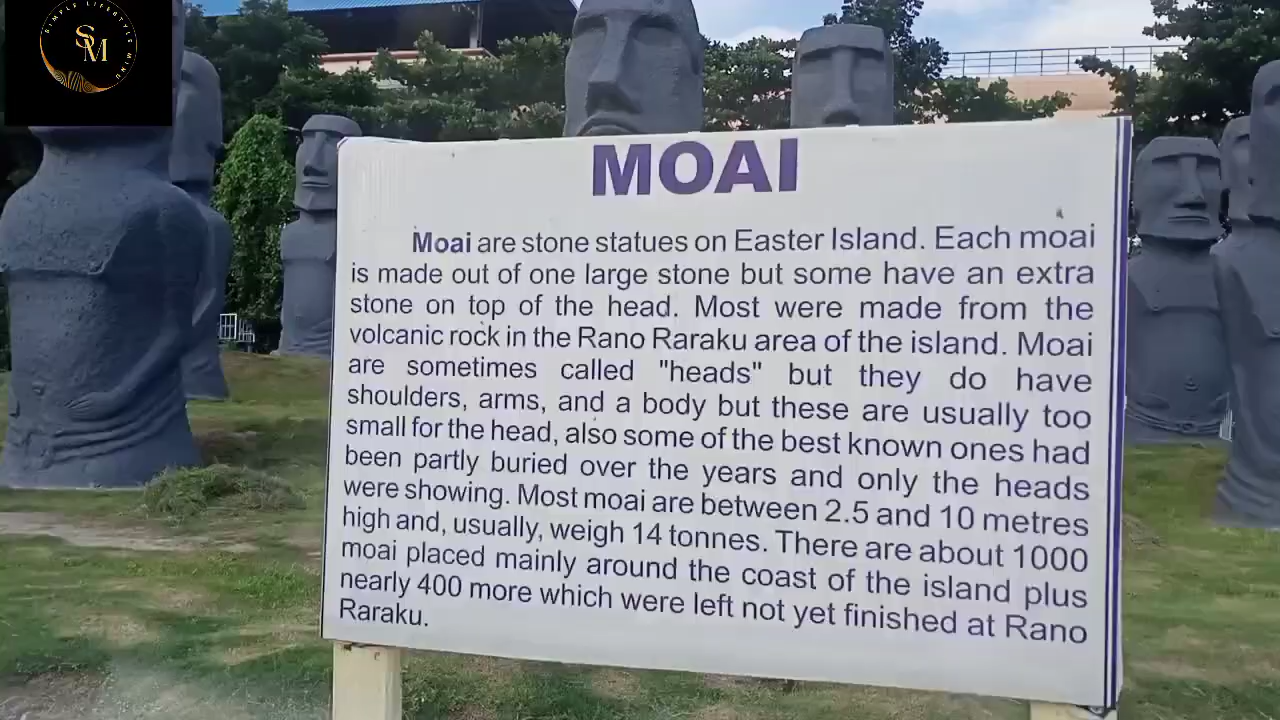 SIMPLE LIFESTYLE MINU
SM
MOAI
Moai are stone statues on Easter Island. Each moai
is made out of one large stone but some have an extra
stone on top of the head. Most were made from the
volcanic rock in the Rano Raraku area of the island. Moai
are sometimes called "heads" but they do have
shoulders, arms, and a body but these are usually too
small for the head, also some of the best known ones had
been partly buried over the years and only the heads
were showing. Most moai are between 2.5 and 10 metres
high and, usually, weigh 14 tonnes. There are about 1000
moai placed mainly around the coast of the island plus
nearly 400 more which were left not yet finished at Rano
Raraku.